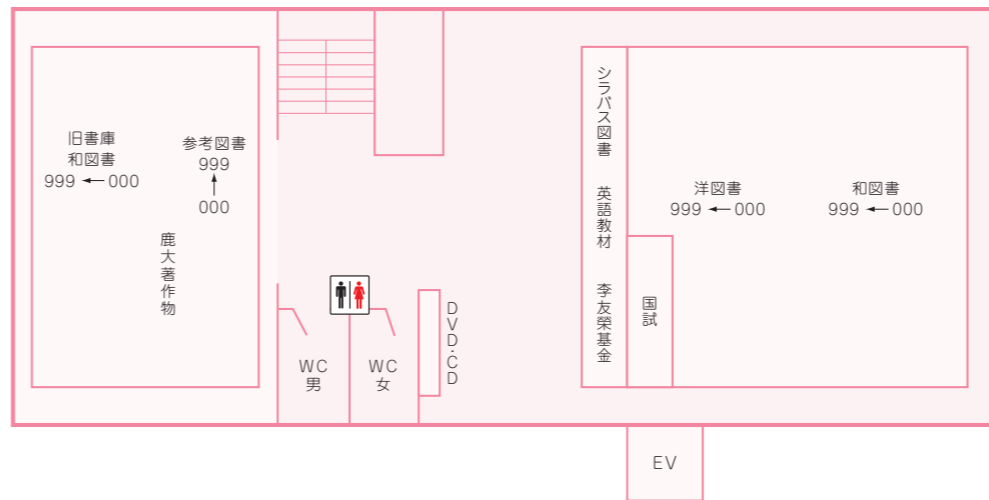 旧書庫
和図書
999 ← 000
参考図書
999
↑
000
鹿大著作物
WC
男
WC
女
DVD・CD
シラバス図書
英語教材
李友榮基金
国試
洋図書
999 ← 000
和図書
999 ← 000
EV